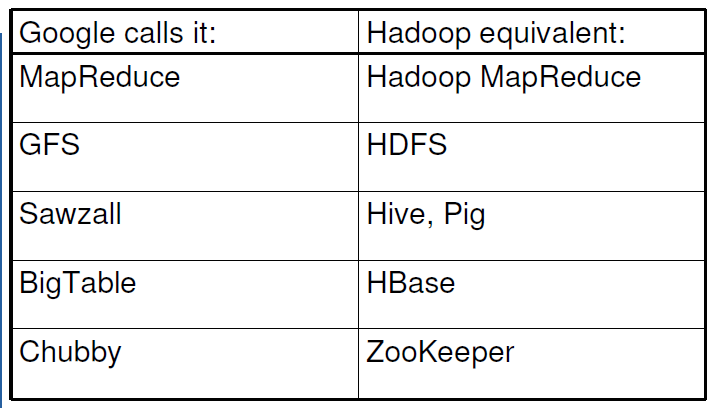 Google calls it: Hadoop equivalent:
MapReduce Hadoop MapReduce
GFS HDFS
Sawzall Hive, Pig
BigTable HBase
Chubby ZooKeeper